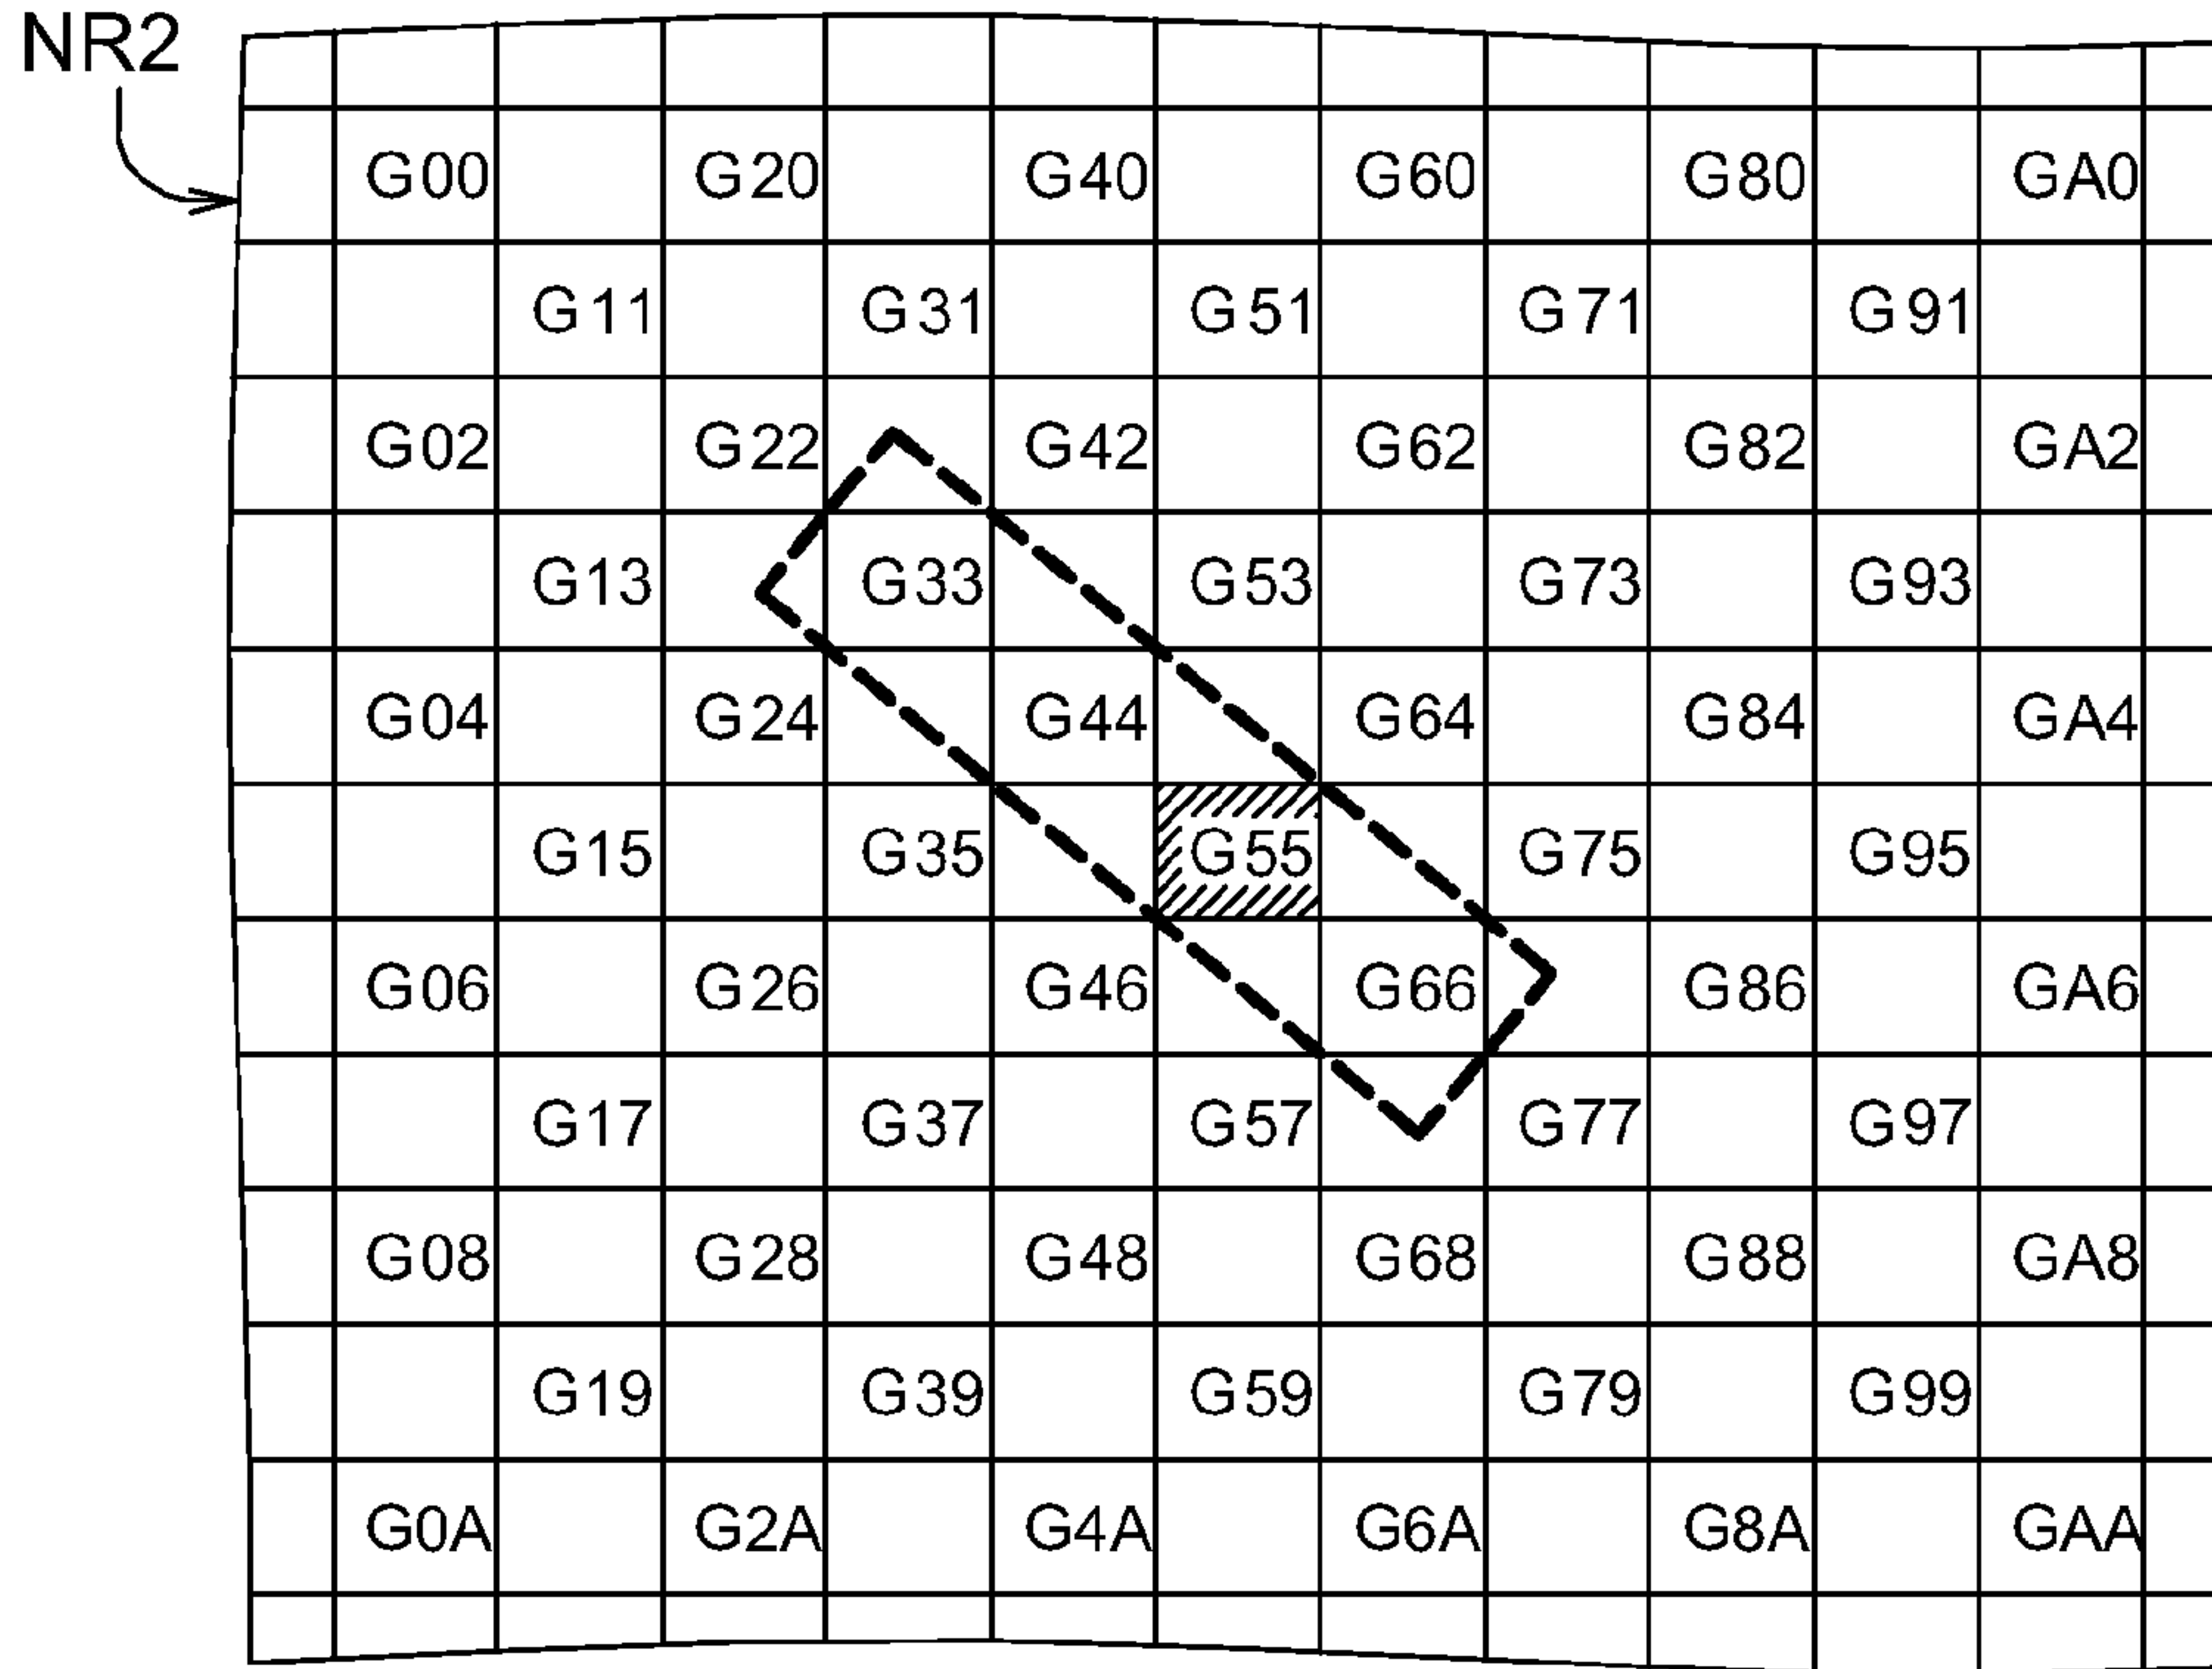 NR2
G00 G20 G40 G60 G80 GA0
G11 G31 G51 G71 G91
G02 G22 G42 G62 G82 GA2
G13 G33 G53 G73 G93
G04 G24 G44 G64 G84 GA4
G15 G35 G55 G75 G95
G06 G26 G46 G66 G86 GA6
G17 G37 G57 G77 G97
G08 G28 G48 G68 G88 GA8
G19 G39 G59 G79 G99
G0A G2A G4A G6A G8A GAA